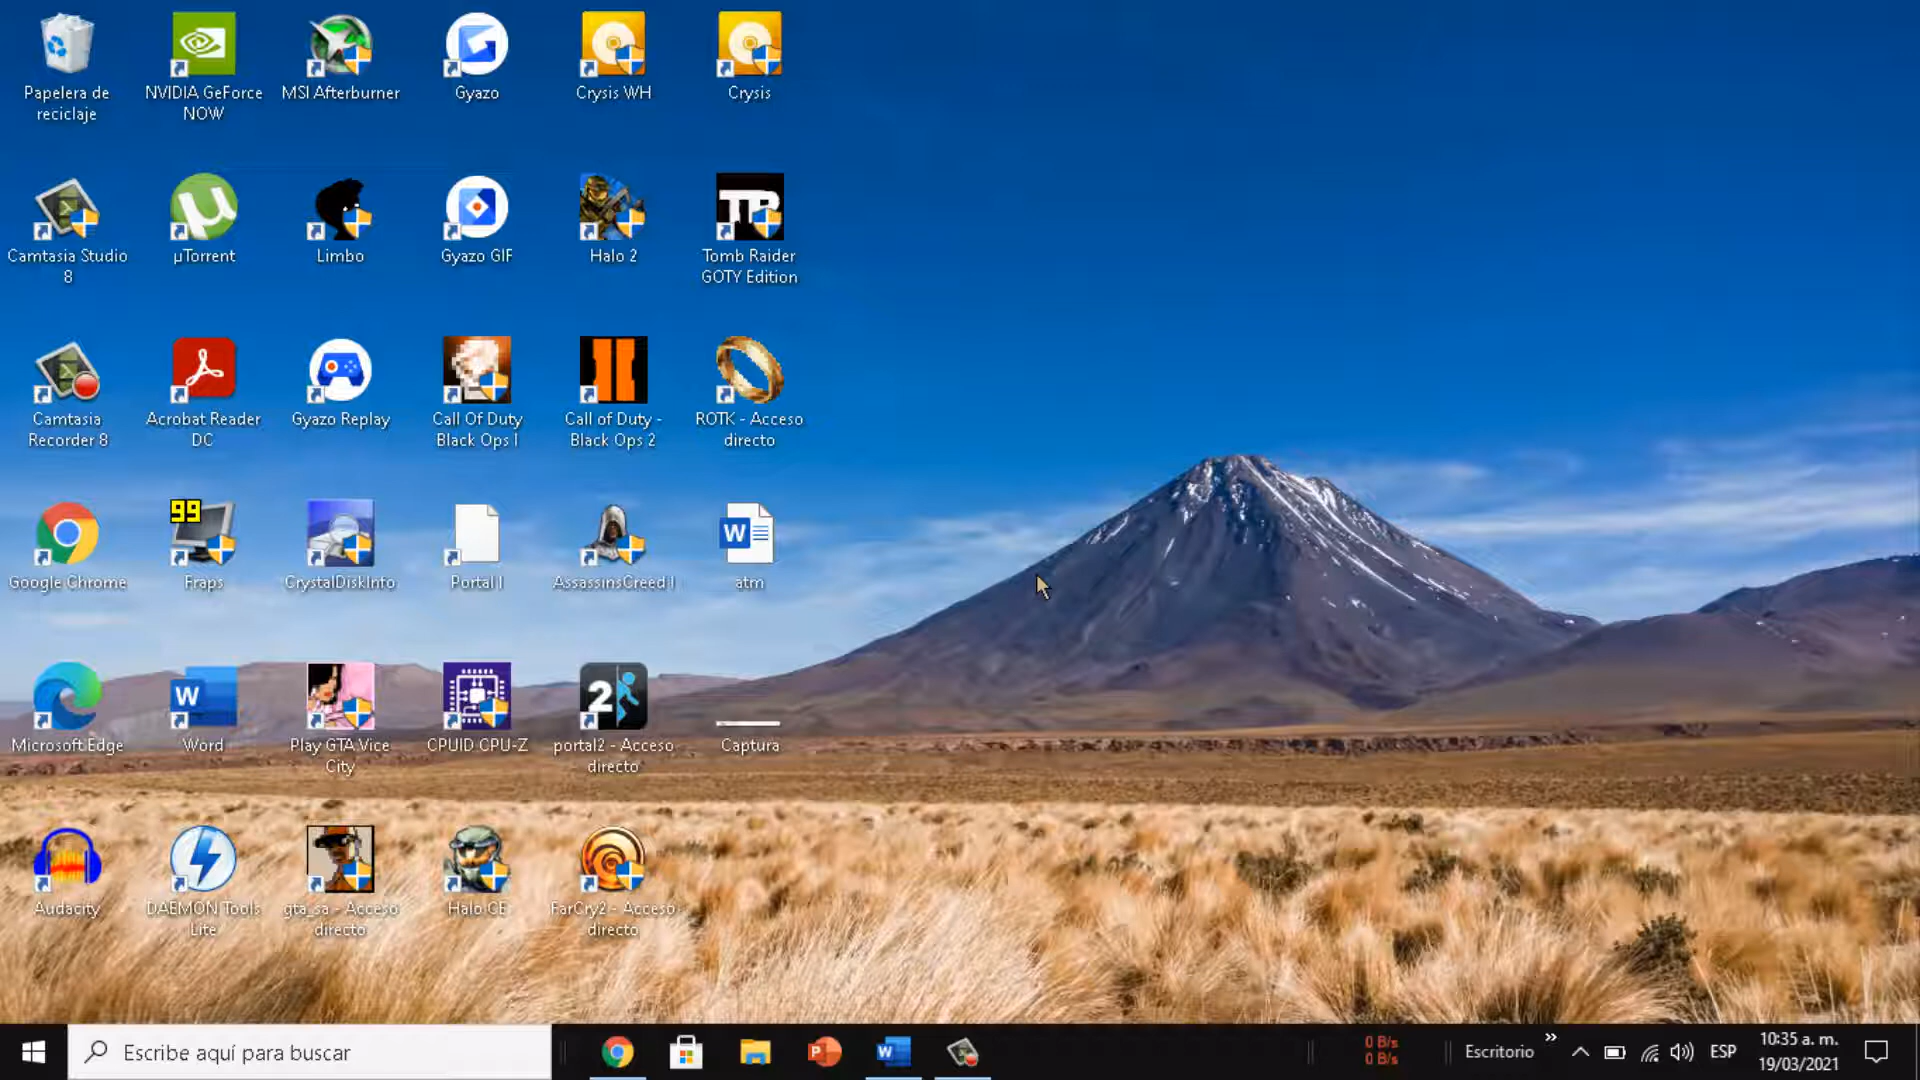 Papelera de
reciclaje
NVIDIA GeForce
NOW
MSI Afterburner
Gyazo
Crysis WH
Crysis
Camtasia Studio
8
µ
µTorrent
Limbo
Gyazo GIF
Halo 2
TR
Tomb Raider
GOTY Edition
Camtasia
Recorder 8
Acrobat Reader
DC
Gyazo Replay
Call Of Duty
Black Ops I
Call of Duty -
Black Ops 2
ROTK - Acceso
directo
Google Chrome
99
Fraps
CrystalDiskInfo
Portal I
AssassinsCreed I
W
atm
Microsoft Edge
W
Word
Play GTA Vice
City
CPUID CPU-Z
2
portal2 - Acceso
directo
Captura
Audacity
DAEMON Tools
Lite
gta_sa - Acceso
directo
Halo CE
FarCry2 - Acceso
directo
Escribe aquí para buscar
P
W
0 B/s
0 B/s
Escritorio
»
ESP
10:35 a. m.
19/03/2021